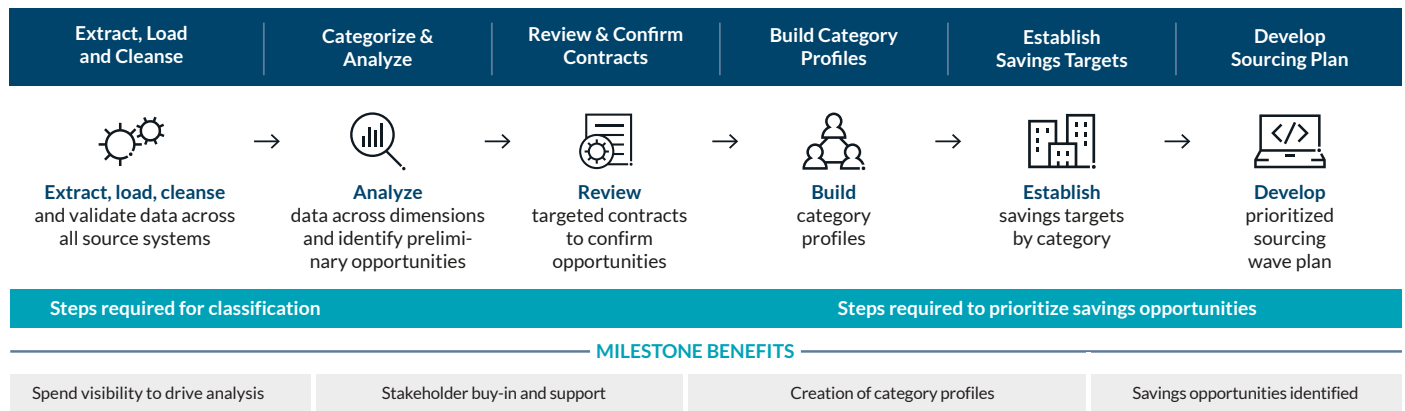 Extract, Load
and Cleanse
Categorize &
Analyze
Review & Confirm
Contracts
Build Category
Profiles
Establish
Savings Targets
Develop
Sourcing Plan
</>
Extract, load, cleanse
and validate data across
all source systems
Analyze
data across dimensions
and identify prelimi-
nary opportunities
Review
targeted contracts
to confirm
opportunities
Build
category
profiles
Establish
savings targets
by category
Develop
prioritized
sourcing
wave plan
Steps required for classification
Steps required to prioritize savings opportunities
MILESTONE BENEFITS
Spend visibility to drive analysis
Stakeholder buy-in and support
Creation of category profiles
Savings opportunities identified